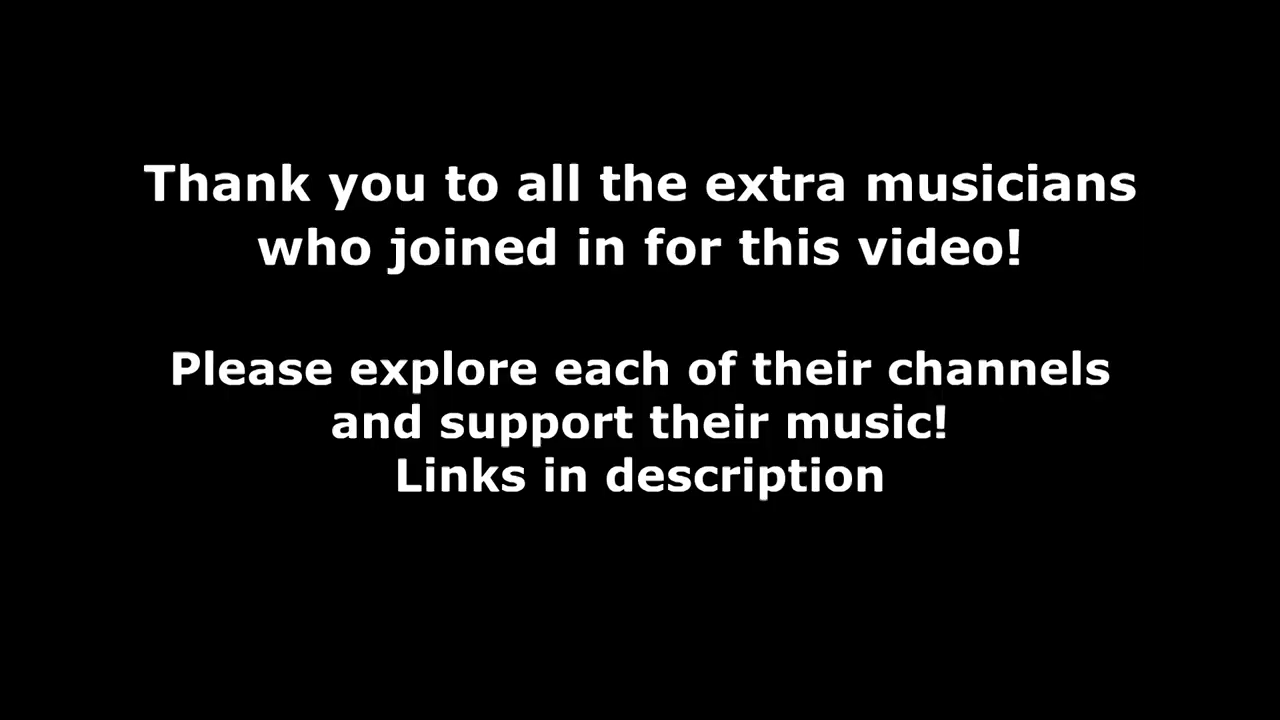 Thank you to all the extra musicians
who joined in for this video!
Please explore each of their channels
and support their music!
Links in description